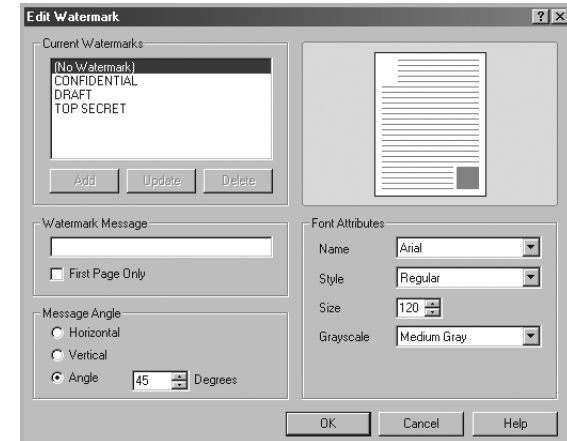 Edit Watermark
Current Watermarks
(No Watermark)
CONFIDENTIAL
DRAFT
TOP SECRET
Add Update Delete
Watermark Message
First Page Only
Message Angle
Horizontal
Vertical
Angle 45 Degrees
Font Attributes
Name Arial
Style Regular
Size 120
Grayscale Medium Gray
OK Cancel Help